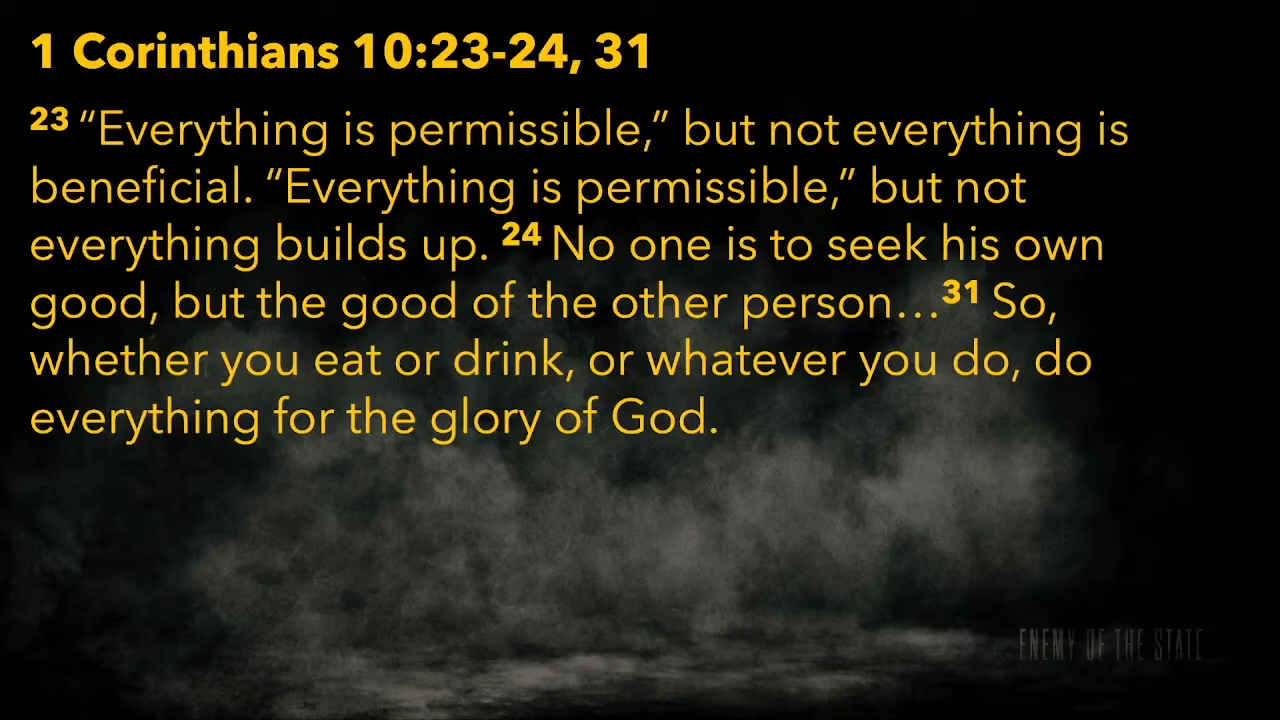 1 Corinthians 10:23-24, 31
23 “Everything is permissible,” but not everything is
beneficial. “Everything is permissible,” but not
everything builds up. 24 No one is to seek his own
good, but the good of the other person…31 So,
whether you eat or drink, or whatever you do, do
everything for the glory of God.
ENEMY OF THE STATE